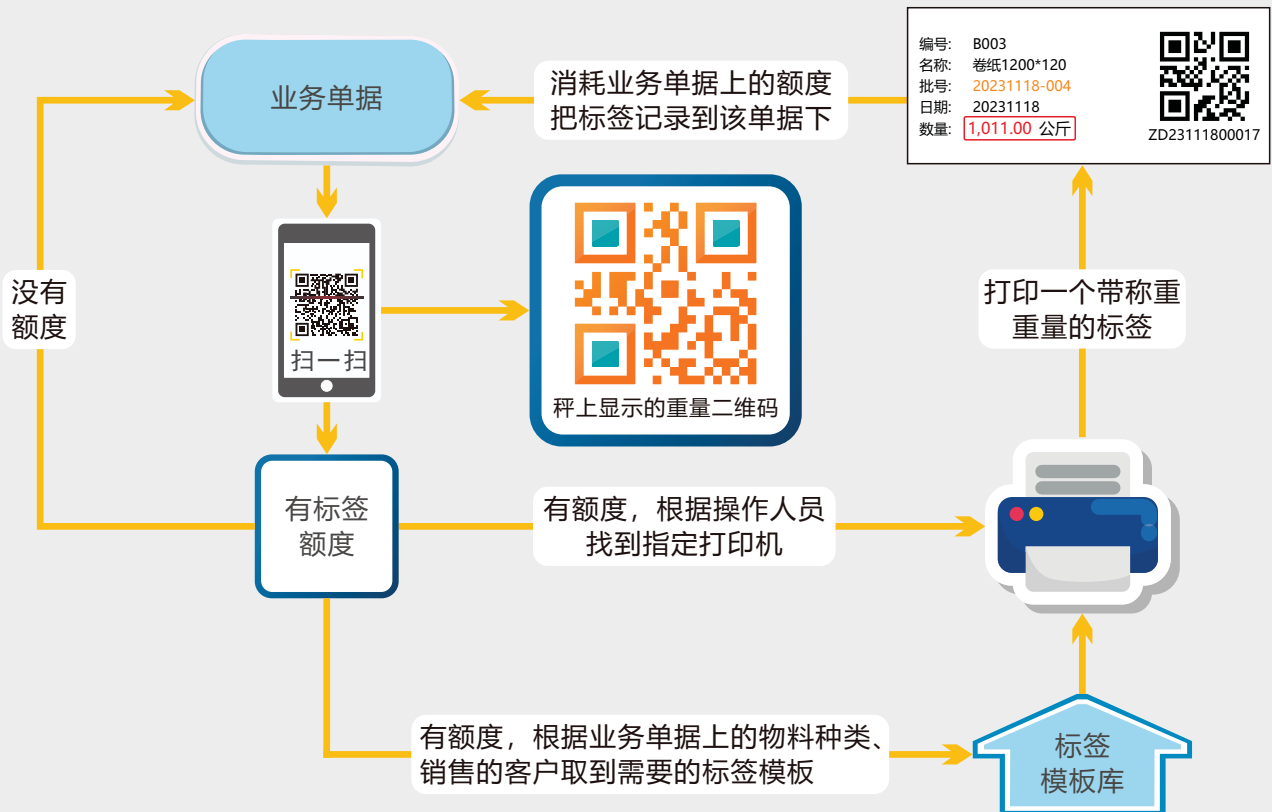 业务单据
消耗业务单据上的额度
把标签记录到该单据下
编号: B003
名称: 卷纸1200*120
批号: 20231118-004
日期: 20231118
数量: 1,011.00 公斤
ZD23111800017
没有
额度
扫一扫
秤上显示的重量二维码
打印一个带称重
重量的标签
有标签
额度
有额度，根据操作人员
找到指定打印机
有额度，根据业务单据上的物料种类、
销售的客户取到需要的标签模板
标签
模板库